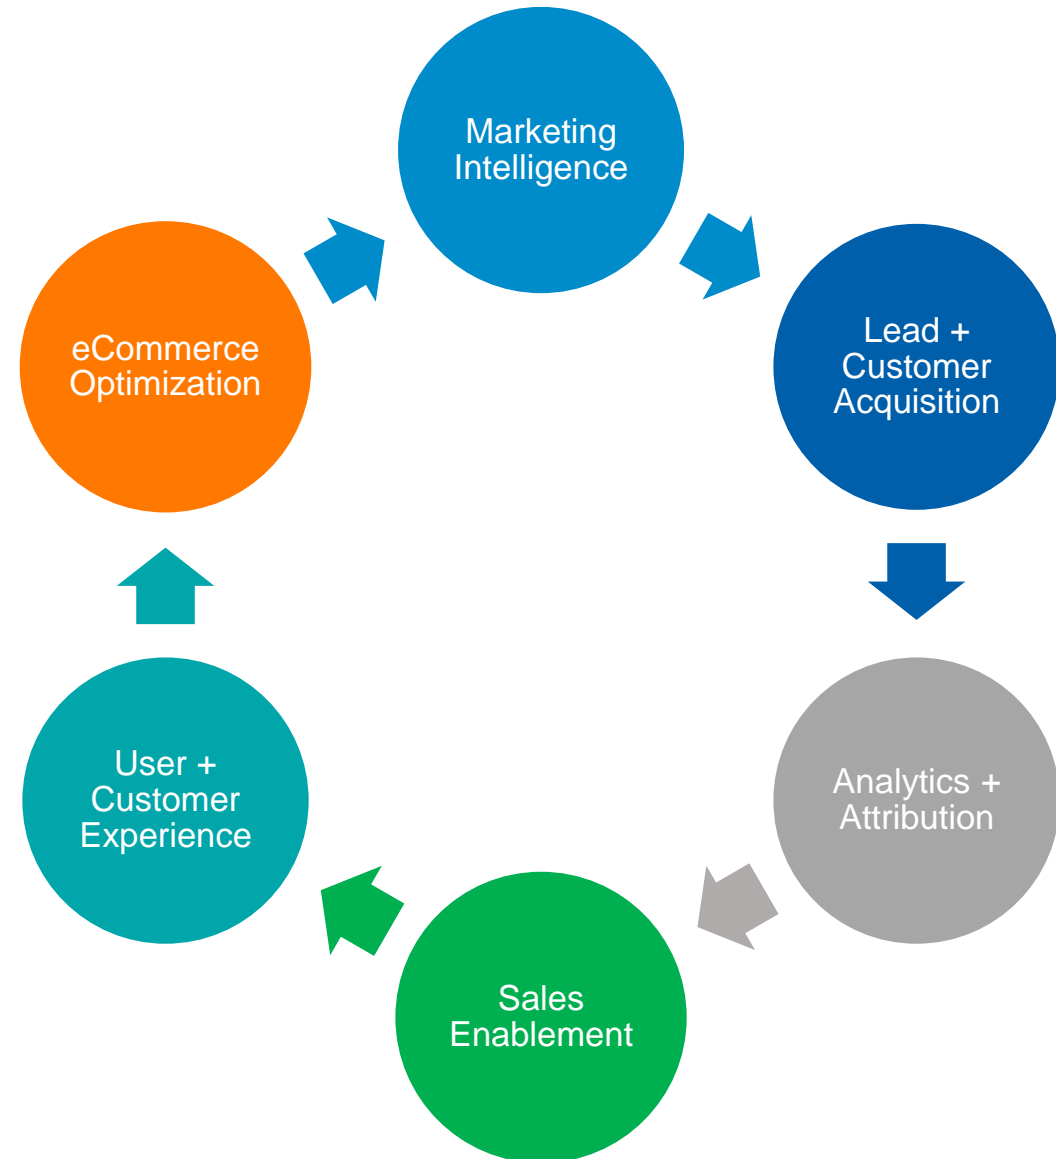 Marketing
Intelligence
Lead +
Customer
Acquisition
Analytics +
Attribution
Sales
Enablement
User +
Customer
Experience
eCommerce
Optimization